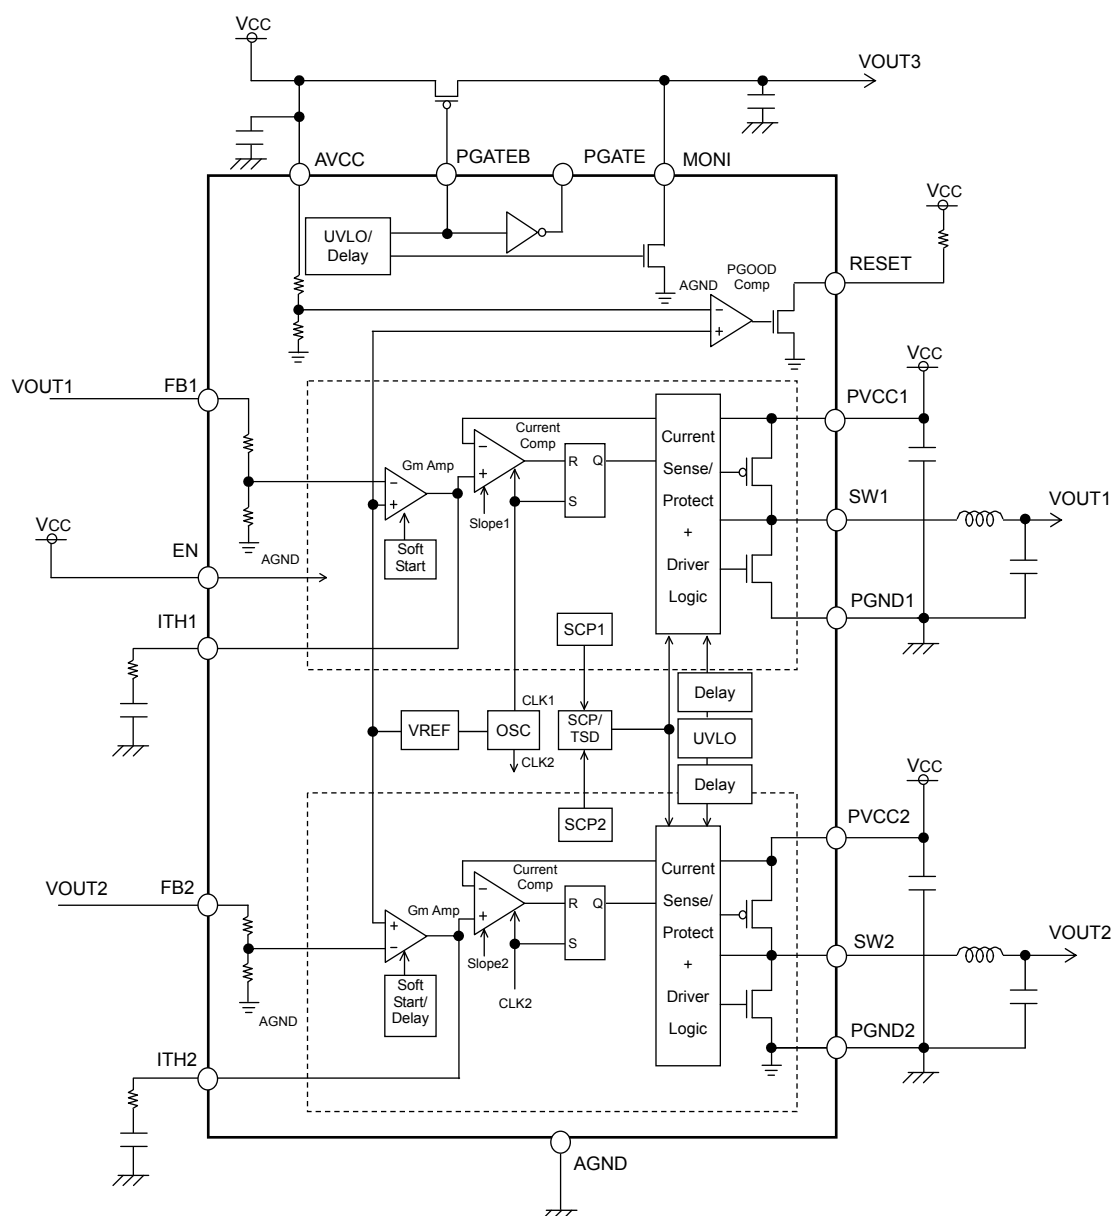 VCC
VOUT3
AVCC
PGATEB
PGATE
MONI
VCC
UVLO/
Delay
RESET
AGND
PGOOD
Comp
−
+
VCC
VOUT1
FB1
PVCC1
Current
Comp
Current
Sense/
Protect
+
Driver
Logic
−
+
R
Q
S
Gm Amp
−
+
Slope1
SW1
VOUT1
VCC
EN
AGND
Soft
Start
ITH1
PGND1
SCP1
Delay
CLK1
VREF
OSC
SCP/
TSD
UVLO
CLK2
Delay
VCC
SCP2
PVCC2
Current
Comp
Current
Sense/
Protect
+
Driver
Logic
VOUT2
FB2
−
+
R
Q
S
Gm Amp
+
−
Slope2
SW2
VOUT2
Soft
Start/
Delay
CLK2
AGND
PGND2
ITH2
AGND